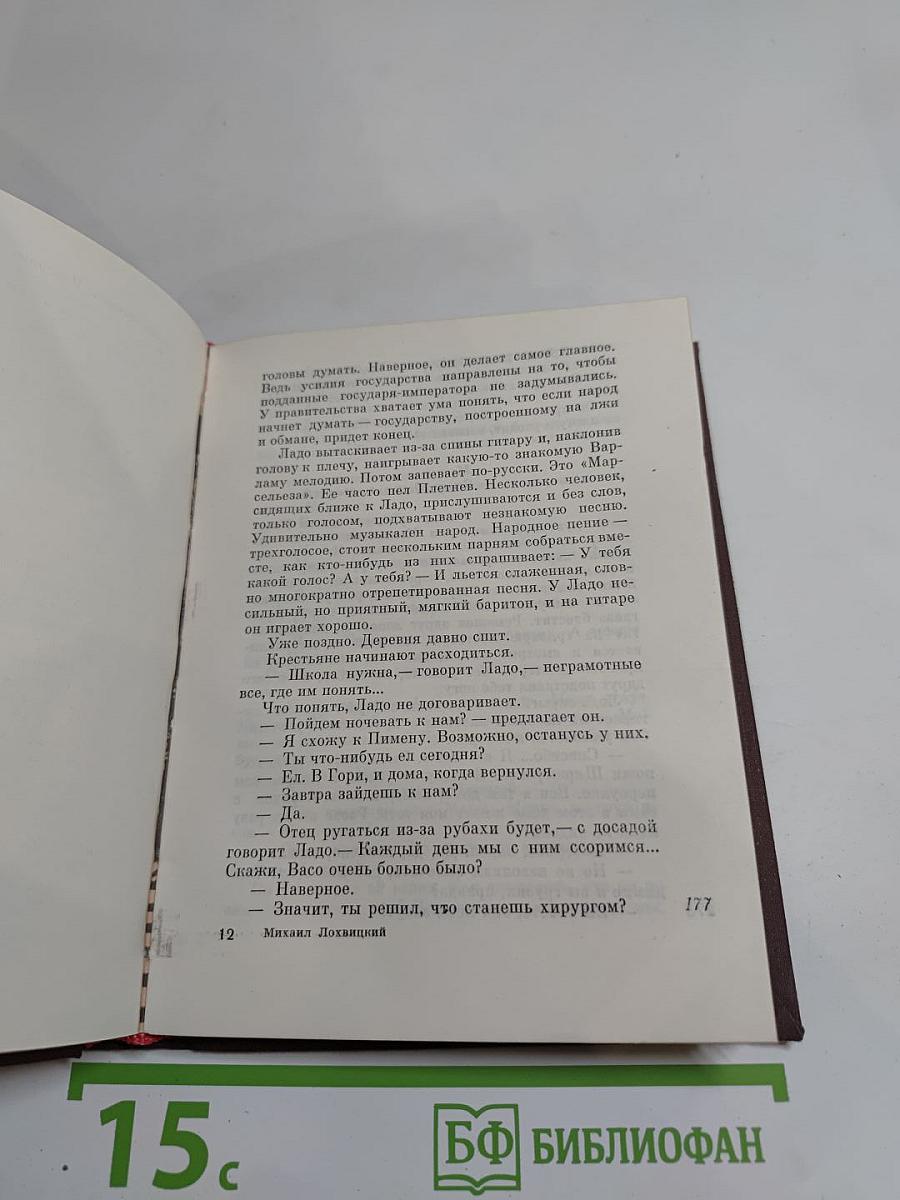 головы думать. Наверное, он делает самое главное.
Ведь усилия государства направлены на то, чтобы
подданные государя-императора не задумывались.
У правительства хватает ума понять, что если народ
начнет думать — государству, построенному на лжи
и обмане, придет конец.
Ладо вытаскивает из-за спины гитару и, наклонив
голову к плечу, наигрывает какую-то знакомую Вар-
ламу мелодию. Потом запевает по-русски. Это «Мар-
сельеза». Ее часто пел Плетнев. Несколько человек,
сидящих ближе к Ладо, прислушиваются и без слов,
только голосом, подхватывают незнакомую песню.
Удивительно музыкален народ. Народное пение —
трехголосое, стоит нескольким парням собраться вме-
сте, как кто-нибудь из них спрашивает: — У тебя
какой голос? А у тебя? — И льется слаженная, слов-
но многократно отрепетированная песня. У Ладо не-
сильный, но приятный, мягкий баритон, и на гитаре
он играет хорошо.
Уже поздно. Деревня давно спит.
Крестьяне начинают расходиться.
— Школа нужна,— говорит Ладо,— неграмотные
все, где им понять...
Что понять, Ладо не договаривает.
— Пойдем ночевать к нам? — предлагает он.
— Я схожу к Пимену. Возможно, останусь у них.
— Ты что-нибудь ел сегодня?
— Ел. В Гори, и дома, когда вернулся.
— Завтра зайдешь к нам?
— Да.
— Отец ругаться из-за рубахи будет,— с досадой
говорит Ладо.— Каждый день мы с ним ссоримся...
Скажи, Васо очень больно было?
— Наверное.
— Значит, ты решил, что станешь хирургом?
177
12 Михаил Лохвицкий
15 с
БФ БИБЛИОФАН